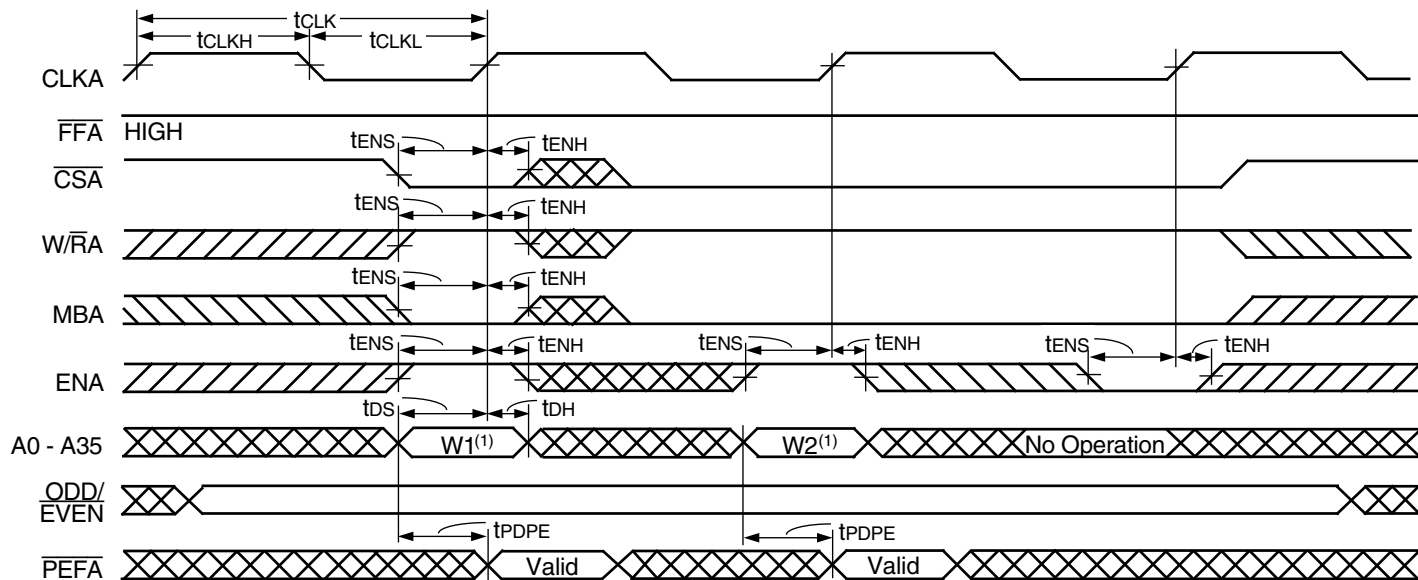 tCLK
tCLKH tCLKL
CLKA
FFA HIGH
tENS tENH
CSA
tENS tENH
W/RA
tENS tENH
MBA
tENS tENH tENS tENH tENS tENH
ENA
tDS tDH
A0 - A35 W1(1) W2(1) No Operation
ODD/
EVEN
tPDPE tPDPE
PEFA Valid Valid